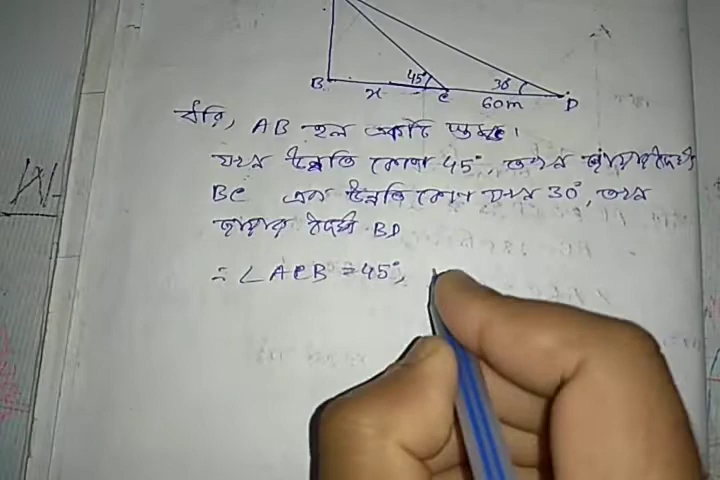 B x 45° C 30° 60m D
ধরি, AB হল একটি স্তম্ভ।
যখন উন্নতি কোণ 45°, তখন ছায়ার দৈর্ঘ্য
BC এবং উন্নতি কোণ যখন 30°, তখন
ছায়ার দৈর্ঘ্য BD
∴ ∠ACB = 45°,